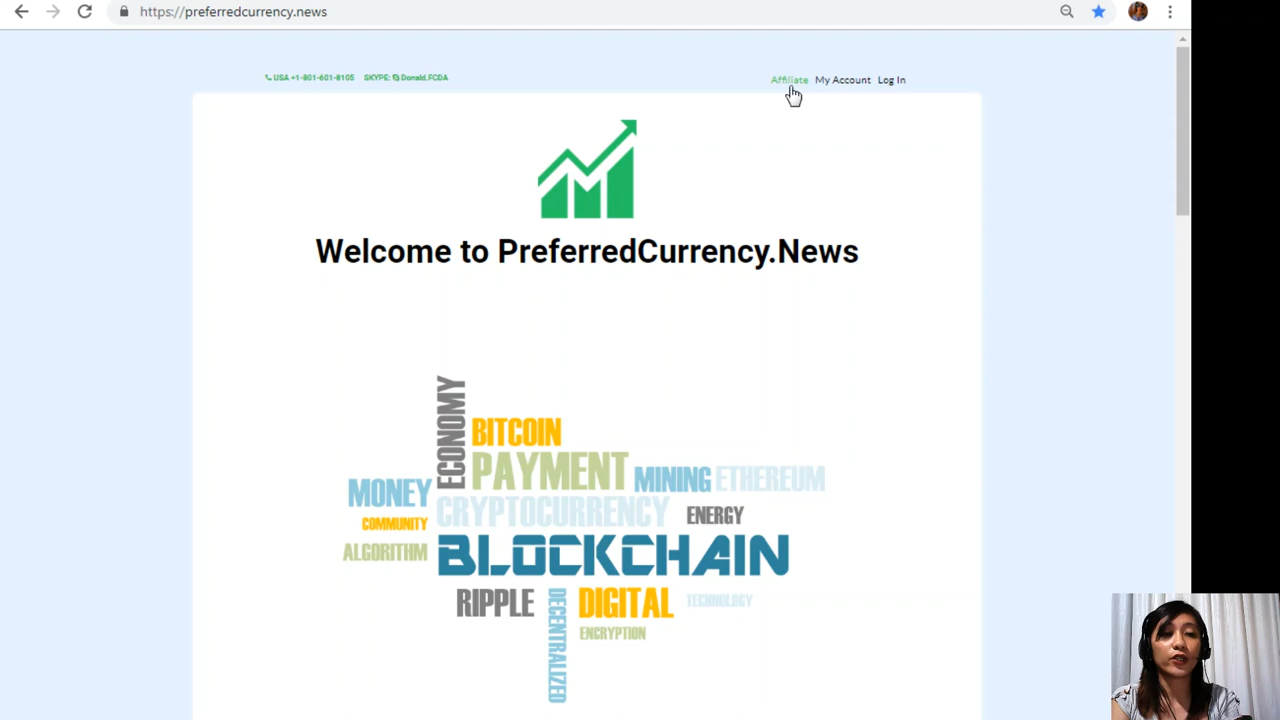 https://preferredcurrency.news
USA +1-801-601-8105 SKYPE: Donald.FCDA
Affiliate My Account Log In
Welcome to PreferredCurrency.News
ECONOMY
BITCOIN
PAYMENT
MONEY
MINING
ETHEREUM
COMMUNITY
CRYPTOCURRENCY
ENERGY
ALGORITHM
BLOCKCHAIN
RIPPLE
DECENTRALIZED
DIGITAL
TECHNOLOGY
ENCRYPTION